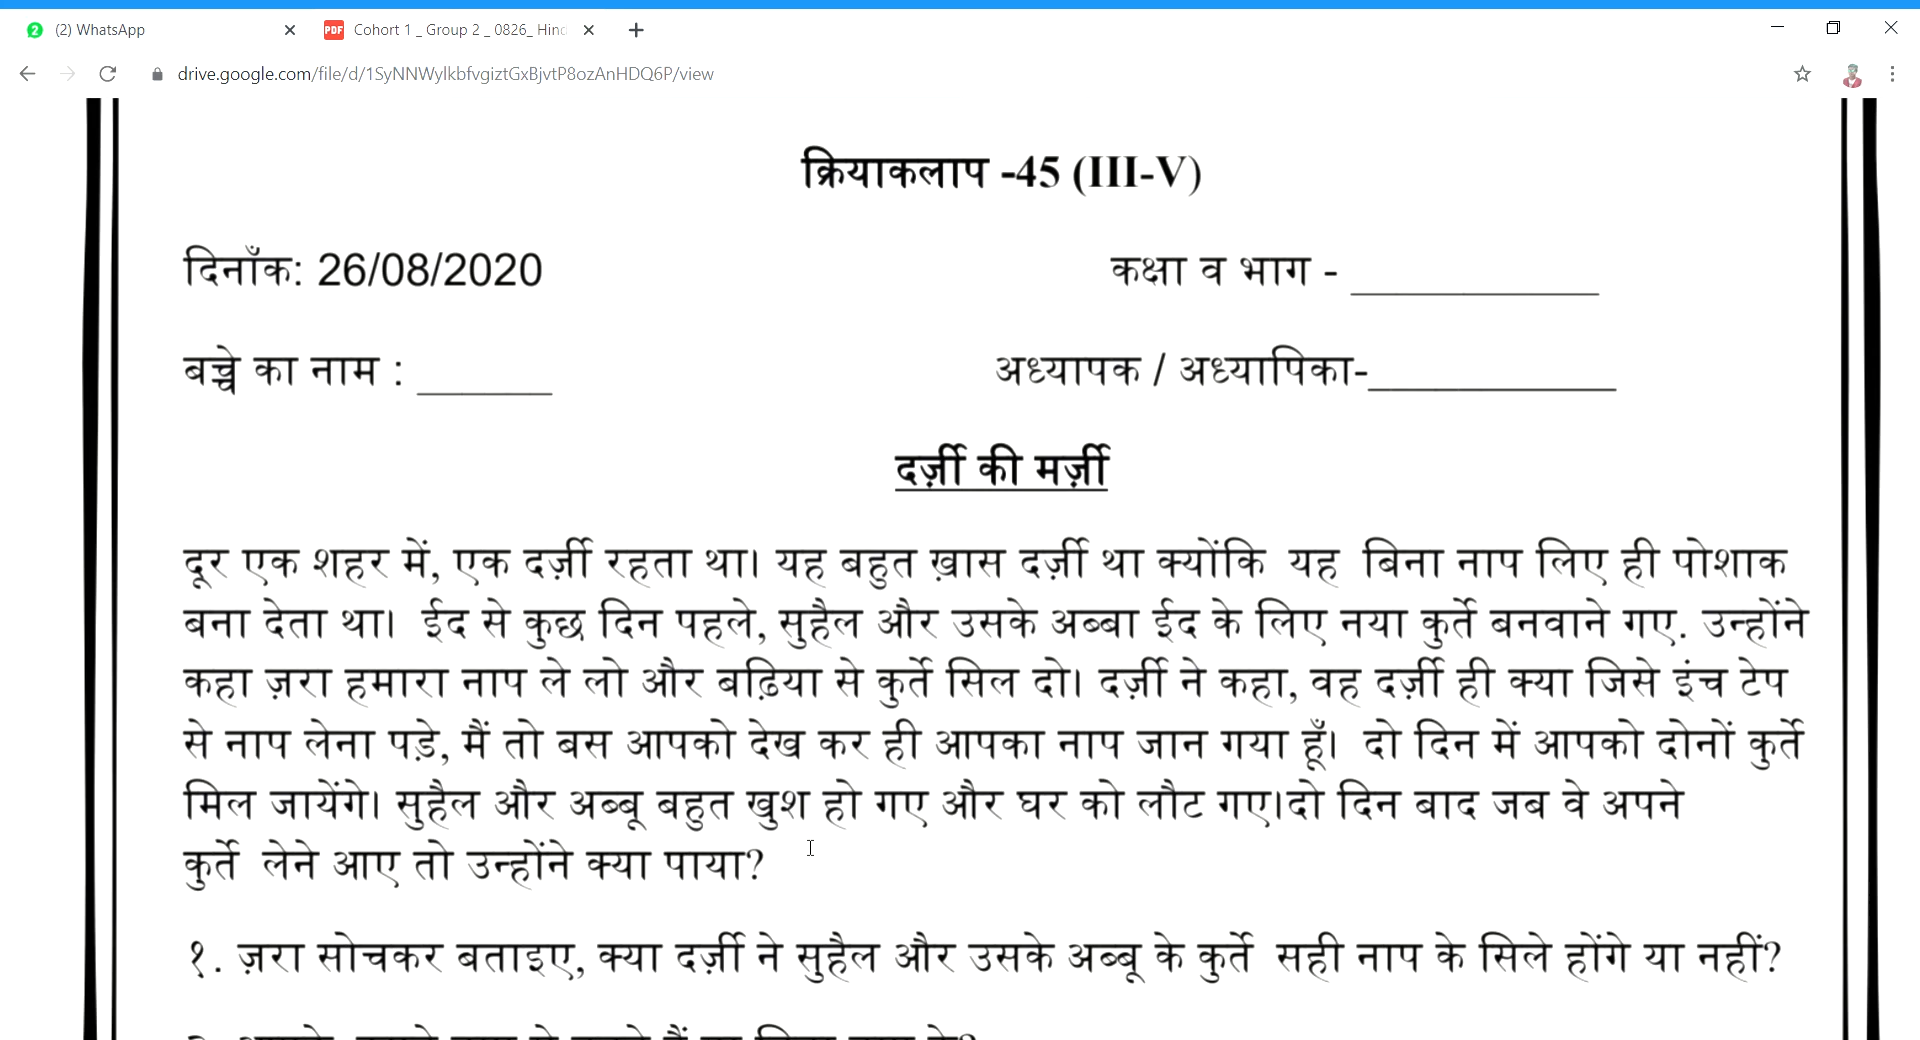 (2) WhatsApp
PDF Cohort 1 _ Group 2 _ 0826_ Hind
drive.google.com/file/d/1SyNNWylkbfvgiztGxBjvtP8ozAnHDQ6P/view
क्रियाकलाप -45 (III-V)
दिनाँक: 26/08/2020 कक्षा व भाग - ___________
बच्चे का नाम : ______ अध्यापक / अध्यापिका-___________
दर्ज़ी की मर्ज़ी
दूर एक शहर में, एक दर्ज़ी रहता था। यह बहुत ख़ास दर्ज़ी था क्योंकि यह बिना नाप लिए ही पोशाक
बना देता था। ईद से कुछ दिन पहले, सुहैल और उसके अब्बा ईद के लिए नया कुर्ते बनवाने गए. उन्होंने
कहा ज़रा हमारा नाप ले लो और बढ़िया से कुर्ते सिल दो। दर्ज़ी ने कहा, वह दर्ज़ी ही क्या जिसे इंच टेप
से नाप लेना पड़े, मैं तो बस आपको देख कर ही आपका नाप जान गया हूँ। दो दिन में आपको दोनों कुर्ते
मिल जायेंगे। सुहैल और अब्बू बहुत खुश हो गए और घर को लौट गए।दो दिन बाद जब वे अपने
कुर्ते लेने आए तो उन्होंने क्या पाया?
१. ज़रा सोचकर बताइए, क्या दर्ज़ी ने सुहैल और उसके अब्बू के कुर्ते सही नाप के सिले होंगे या नहीं?